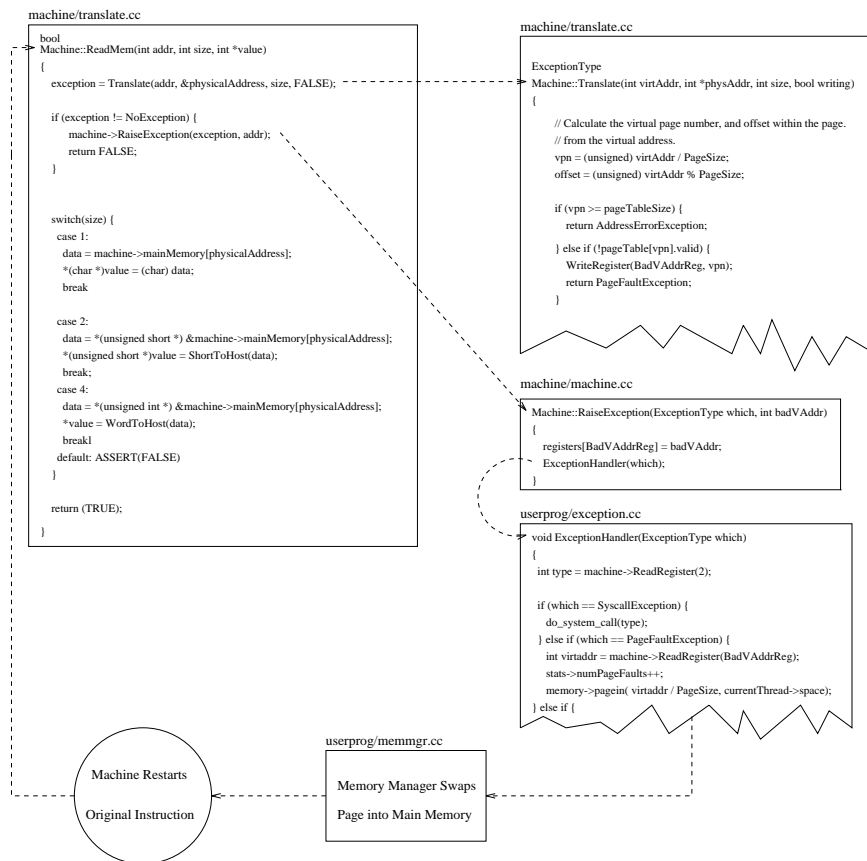 machine/translate.cc
bool
Machine::ReadMem(int addr, int size, int *value)
{
exception = Translate(addr, &physicalAddress, size, FALSE);
if (exception != NoException) {
machine->RaiseException(exception, addr);
return FALSE;
}
switch(size) {
case 1:
data = machine->mainMemory[physicalAddress];
*(char *)value = (char) data;
break
case 2:
data = *(unsigned short *) &machine->mainMemory[physicalAddress];
*(unsigned short *)value = ShortToHost(data);
break;
case 4:
data = *(unsigned int *) &machine->mainMemory[physicalAddress];
*value = WordToHost(data);
breakl
default: ASSERT(FALSE)
}
return (TRUE);
}
machine/translate.cc
ExceptionType
Machine::Translate(int virtAddr, int *physAddr, int size, bool writing)
{
// Calculate the virtual page number, and offset within the page.
// from the virtual address.
vpn = (unsigned) virtAddr / PageSize;
offset = (unsigned) virtAddr % PageSize;
if (vpn >= pageTableSize) {
return AddressErrorException;
} else if (!pageTable[vpn].valid) {
WriteRegister(BadVAddrReg, vpn);
return PageFaultException;
}
machine/machine.cc
Machine::RaiseException(ExceptionType which, int badVAddr)
{
registers[BadVAddrReg] = badVAddr;
ExceptionHandler(which);
}
userprog/exception.cc
void ExceptionHandler(ExceptionType which)
{
int type = machine->ReadRegister(2);
if (which == SyscallException) {
do_system_call(type);
} else if (which == PageFaultException) {
int virtaddr = machine->ReadRegister(BadVAddrReg);
stats->numPageFaults++;
memory->pagein( virtaddr / PageSize, currentThread->space);
} else if {
userprog/memmgr.cc
Memory Manager Swaps
Page into Main Memory
Machine Restarts
Original Instruction